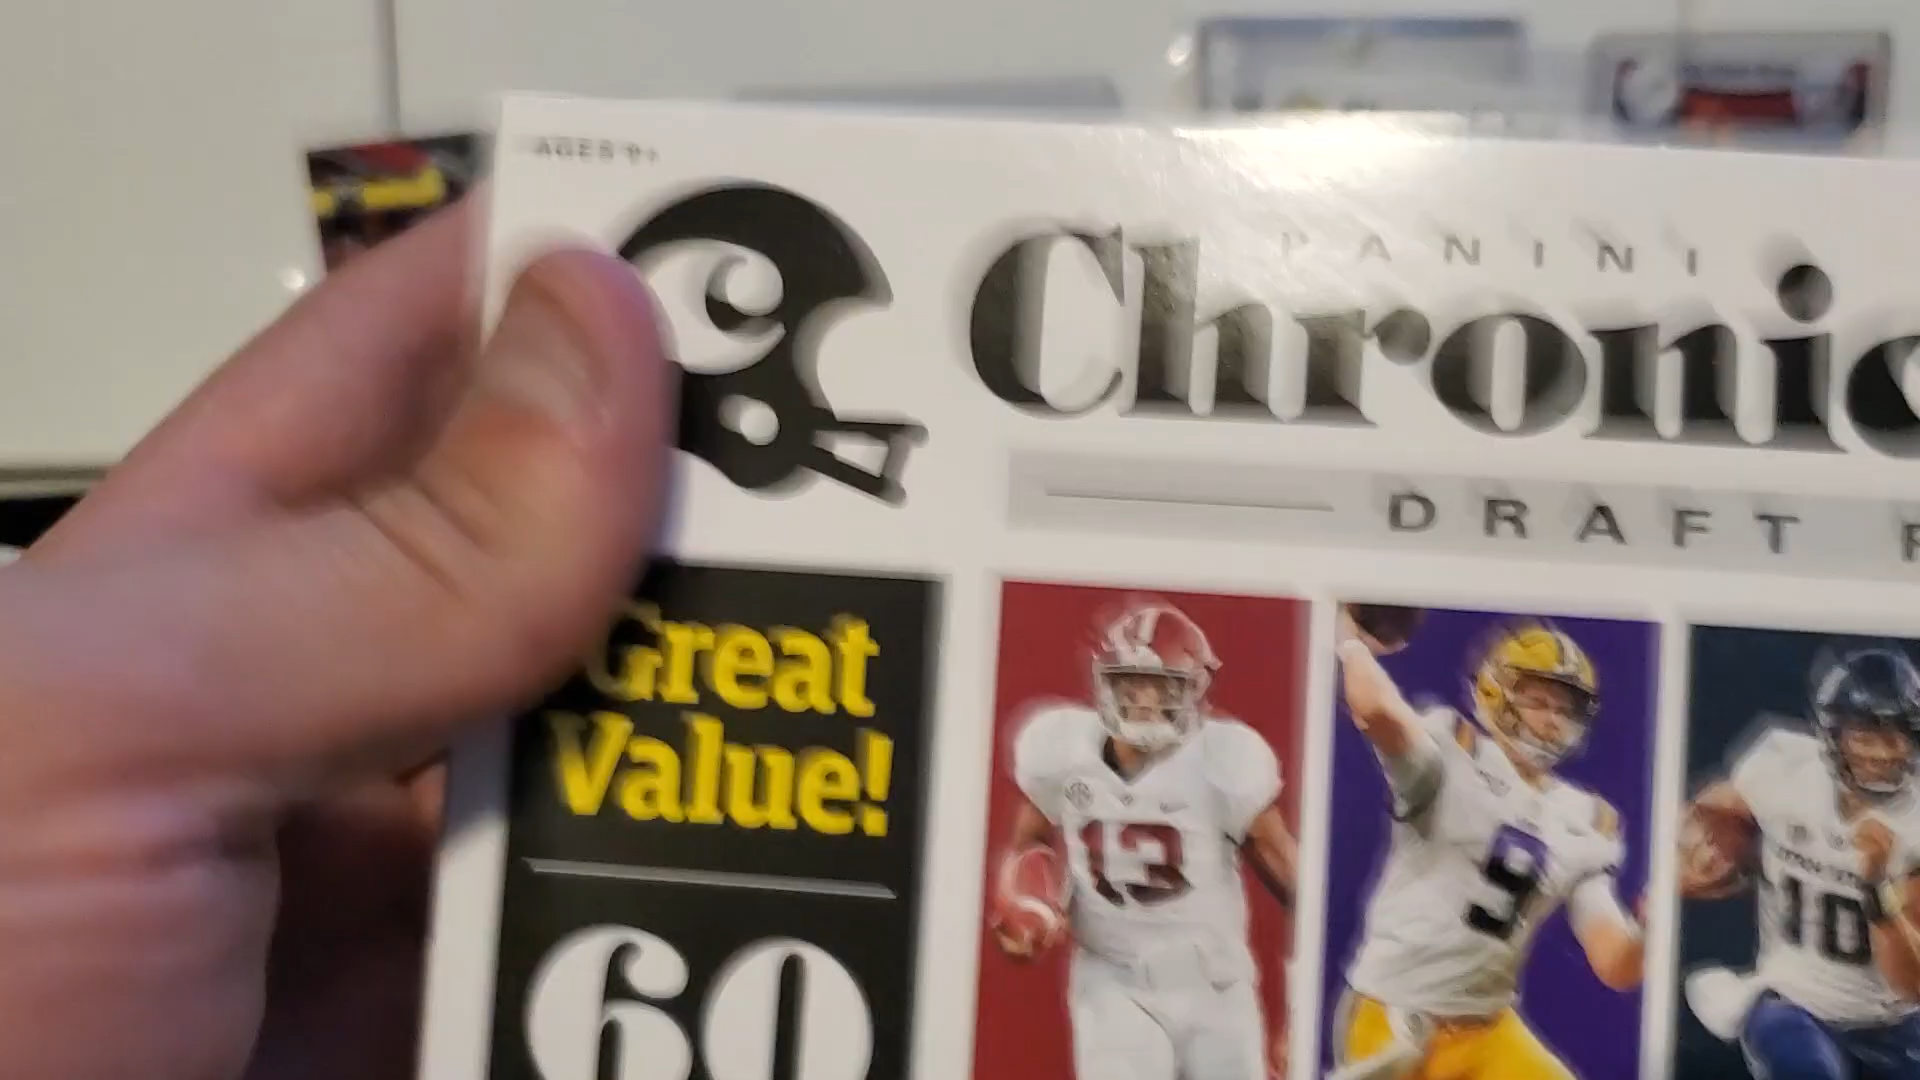 AGES 9+
PANINI
Chronic
DRAFT
Great
Value!
60
13
9
10